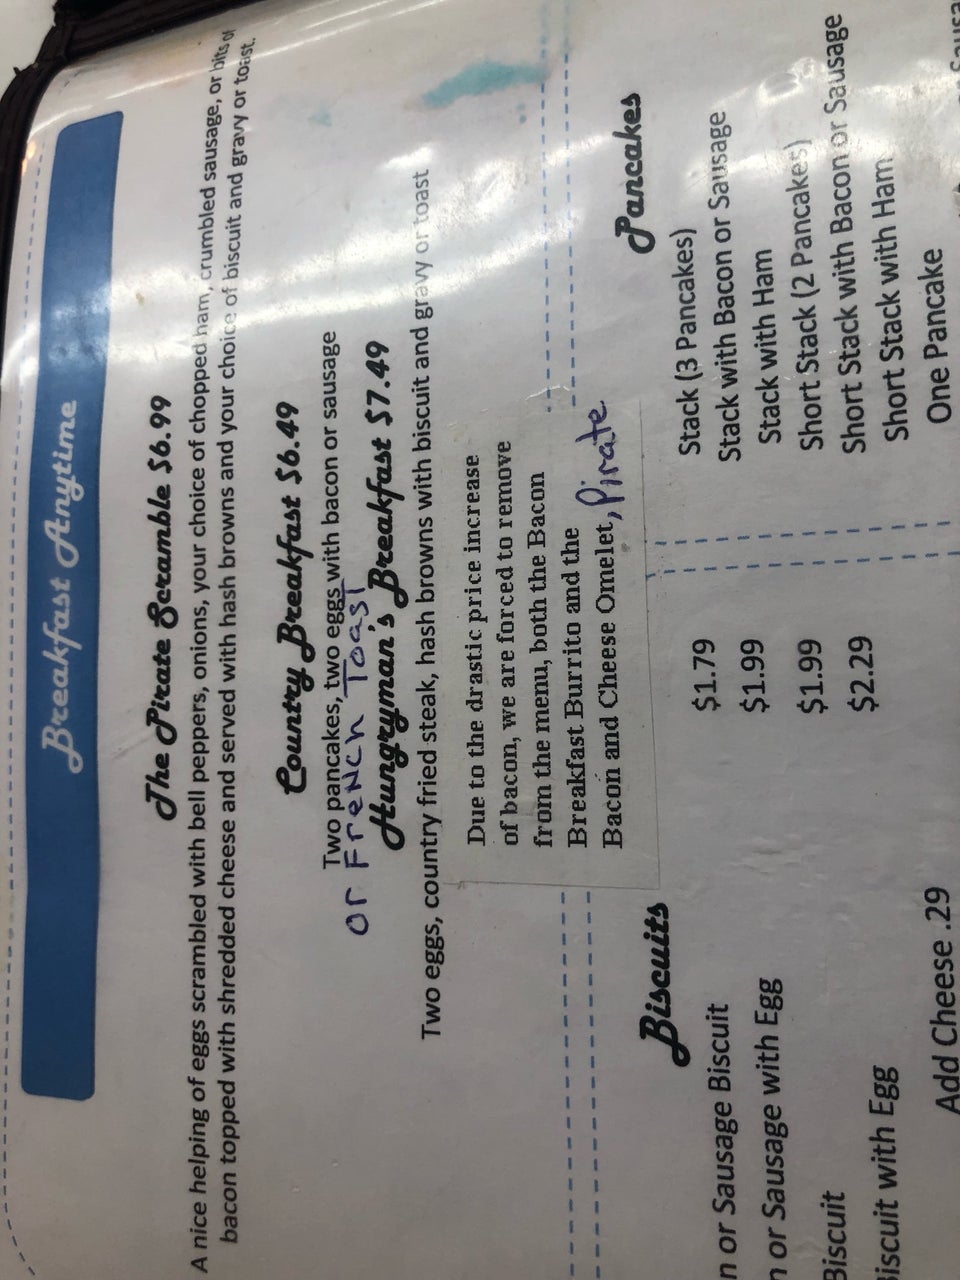 Breakfast Anytime
The Pirate Scramble $6.99
A nice helping of eggs scrambled with bell peppers, onions, your choice of chopped ham, crumbled sausage, or bits of
bacon topped with shredded cheese and served with hash browns and your choice of biscuit and gravy or toast.
Country Breakfast $6.49
Two pancakes, two eggs with bacon or sausage
or French Toast
Hungryman's Breakfast $7.49
Two eggs, country fried steak, hash browns with biscuit and gravy or toast
Due to the drastic price increase
of bacon, we are forced to remove
from the menu, both the Bacon
Breakfast Burrito and the
Bacon and Cheese Omelet, Pirate
Biscuits
n or Sausage Biscuit $1.79
n or Sausage with Egg $1.99
Biscuit $1.99
iscuit with Egg $2.29
Add Cheese .29
Pancakes
Stack (3 Pancakes)
Stack with Bacon or Sausage
Stack with Ham
Short Stack (2 Pancakes)
Short Stack with Bacon or Sausage
Short Stack with Ham
One Pancake